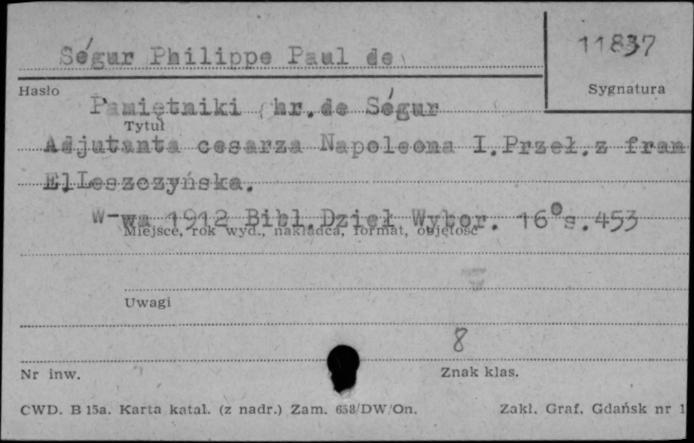 11837
Ségur Philippe Paul de
Hasło
Sygnatura
Pamiętniki hr.de Ségur
Tytuł
Adjutanta cesarza Napoleona I.Przeł.z fran
El.Leszczyńska.
W-wa 1912 Bibl.Dzieł Wybor. 16° s.453
Miejsce, rok wyd., nakładca, format, objętość
Uwagi
8
Nr inw.
Znak klas.
CWD. B 15a. Karta katal. (z nadr.) Zam. 658/DW/On.
Zakł. Graf. Gdańsk nr 1